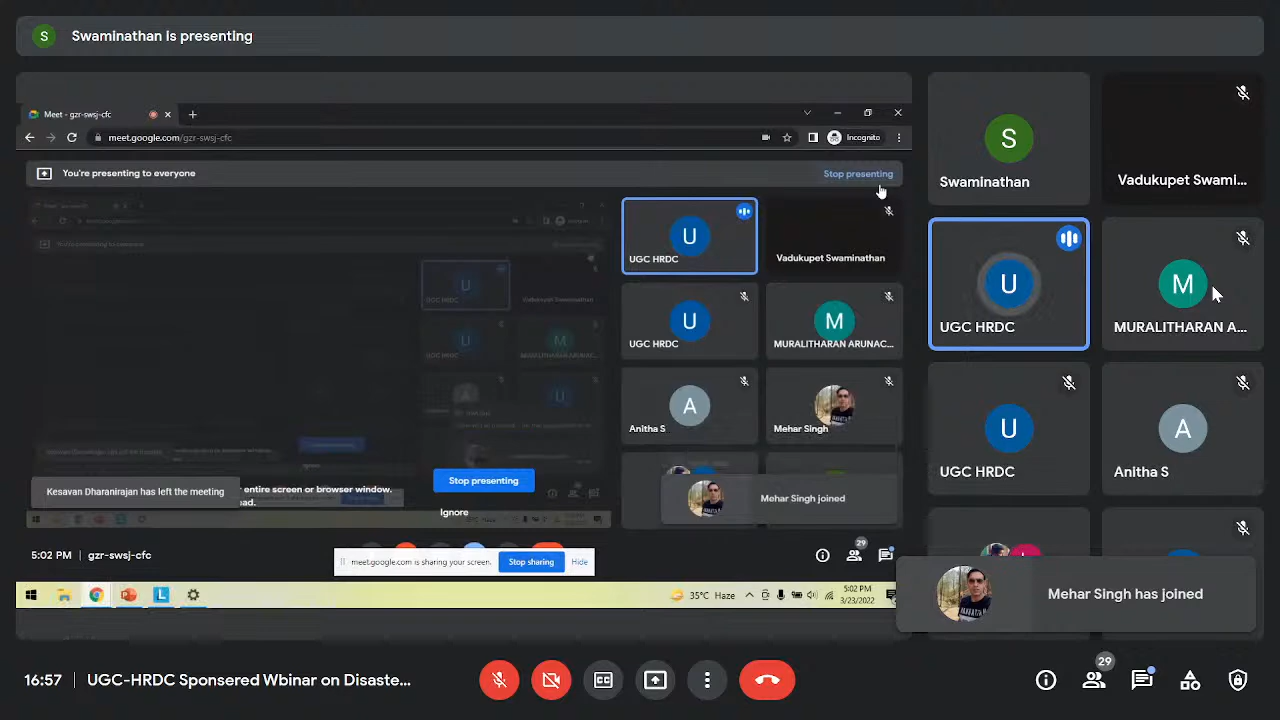 S Swaminathan is presenting
Meet - gzr-swsj-cfc
meet.google.com/gzr-swsj-cfc
Incognito
You're presenting to everyone
Stop presenting
U
UGC HRDC
Vadukupet Swaminathan
U
UGC HRDC
M
MURALITHARAN ARUNAC...
A
Anitha S
Mehar Singh
Kesavan Dharanirajan has left the meeting
entire screen or browser window.
Stop presenting
Ignore
Mehar Singh joined
5:02 PM | gzr-swsj-cfc
29
meet.google.com is sharing your screen.
Stop sharing
Hide
35°C Haze
5:02 PM
3/23/2022
S
Swaminathan
Vadukupet Swami...
U
UGC HRDC
M
MURALITHARAN A...
U
UGC HRDC
A
Anitha S
Mehar Singh has joined
16:57 | UGC-HRDC Sponsered Wbinar on Disaste...
CC
29